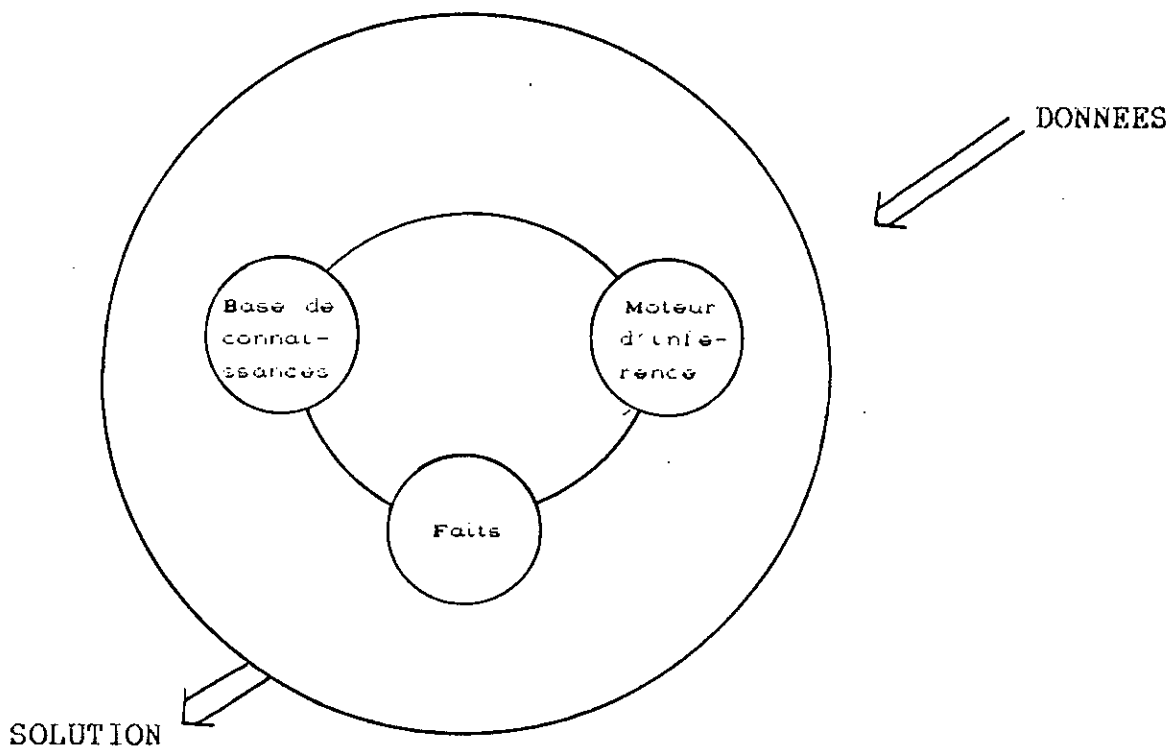 DONNEES
Base de
connai-
ssances
Moteur
d'infe-
rence
Faits
SOLUTION